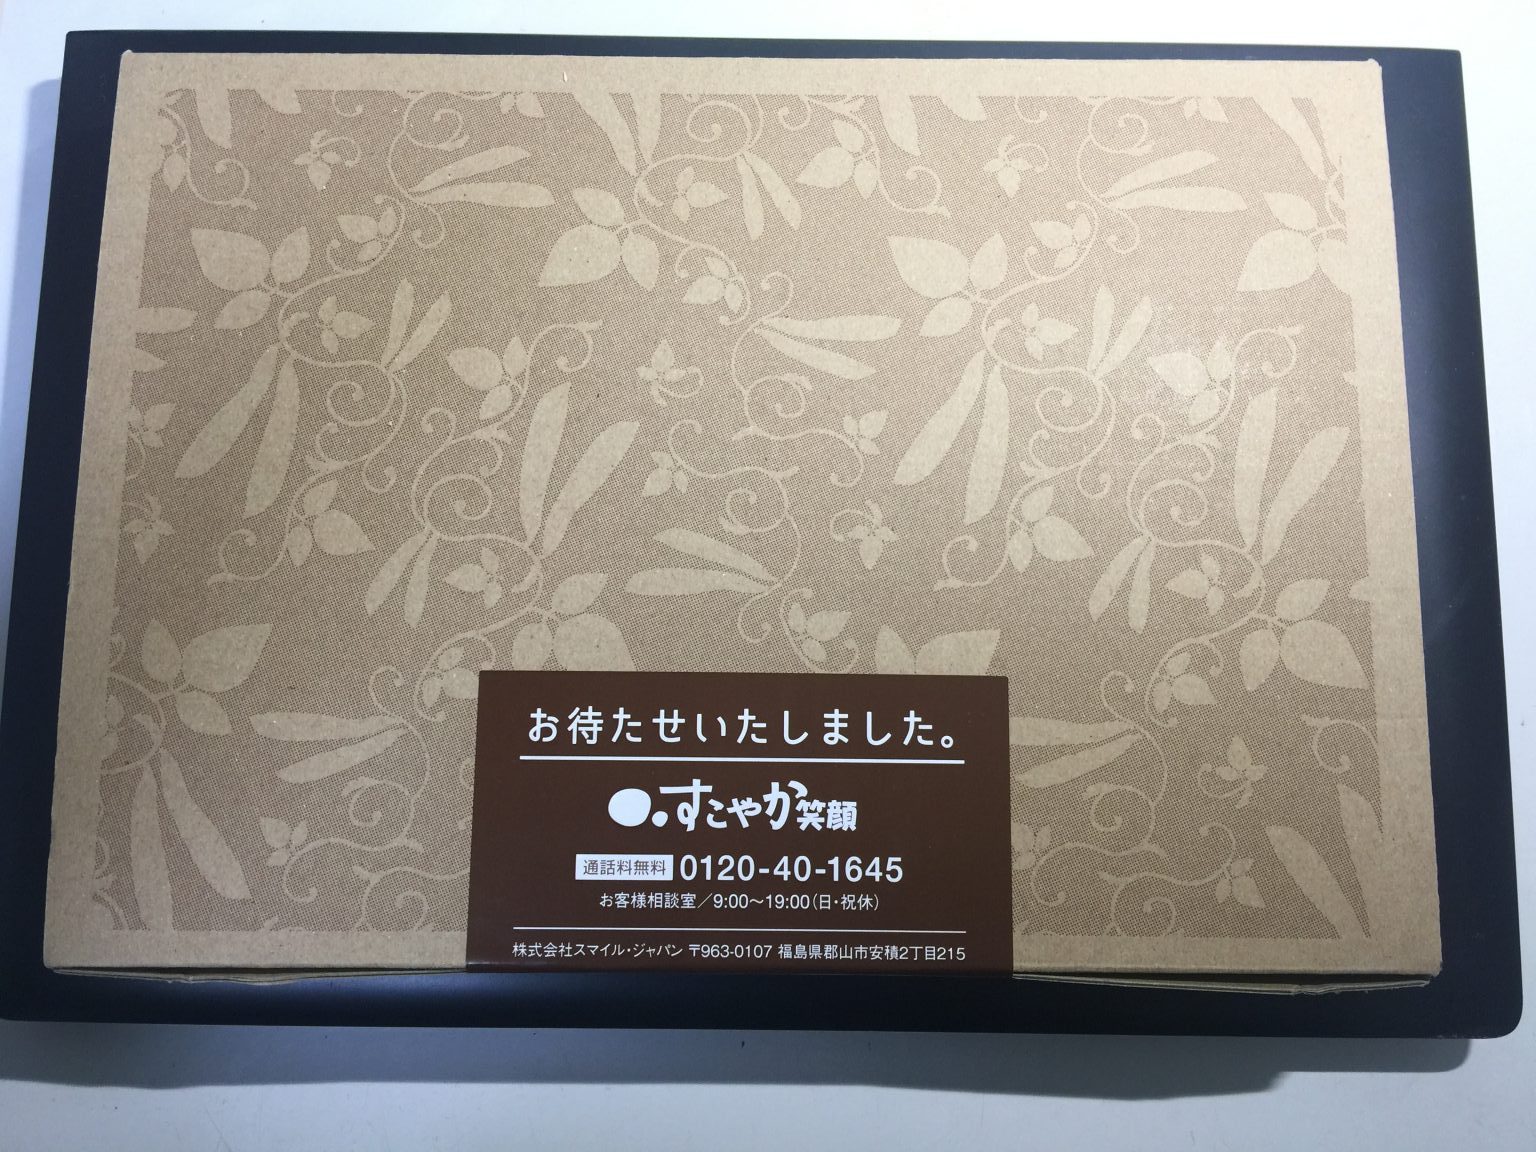 お待たせいたしました。
すこやか笑顔
通話料無料 0120-40-1645
お客様相談室／9:00〜19:00(日・祝休)
株式会社スマイル・ジャパン 〒963-0107 福島県郡山市安積2丁目215